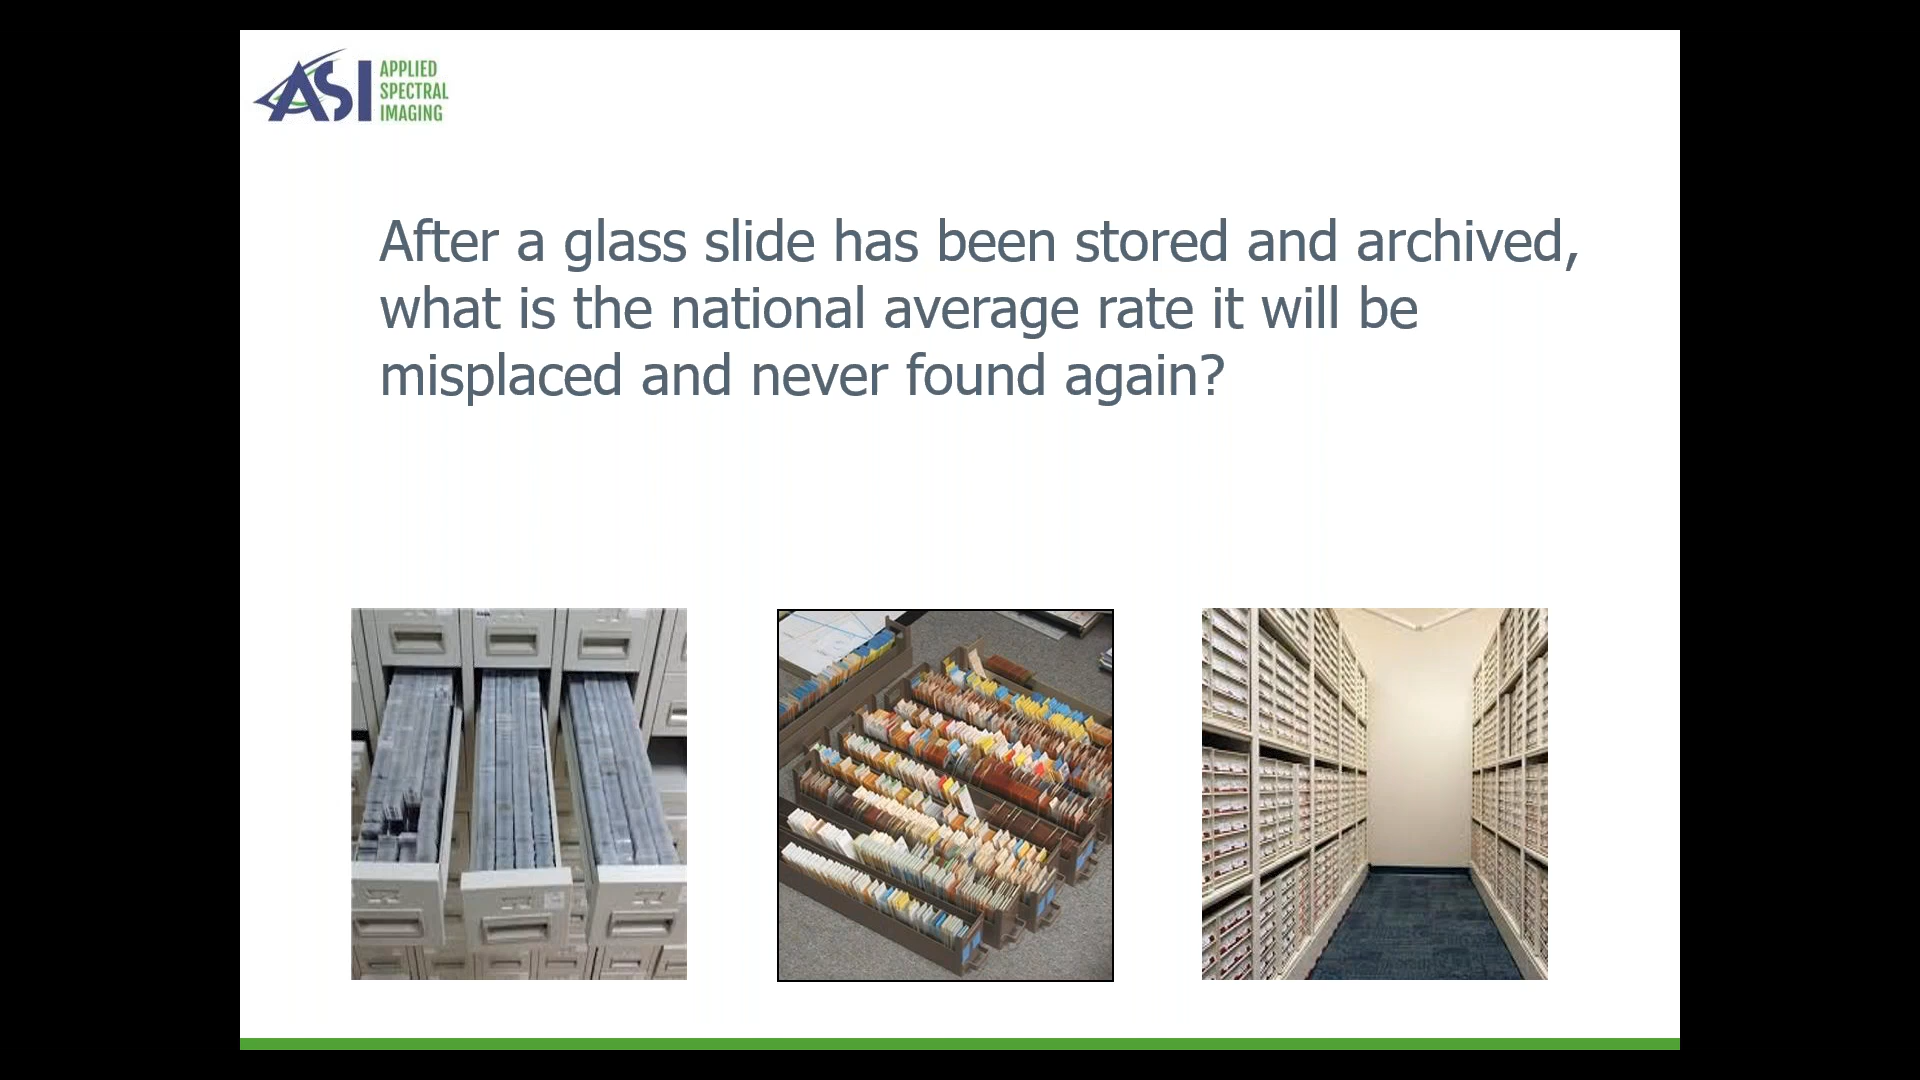 ASI APPLIED
SPECTRAL
IMAGING
After a glass slide has been stored and archived,
what is the national average rate it will be
misplaced and never found again?